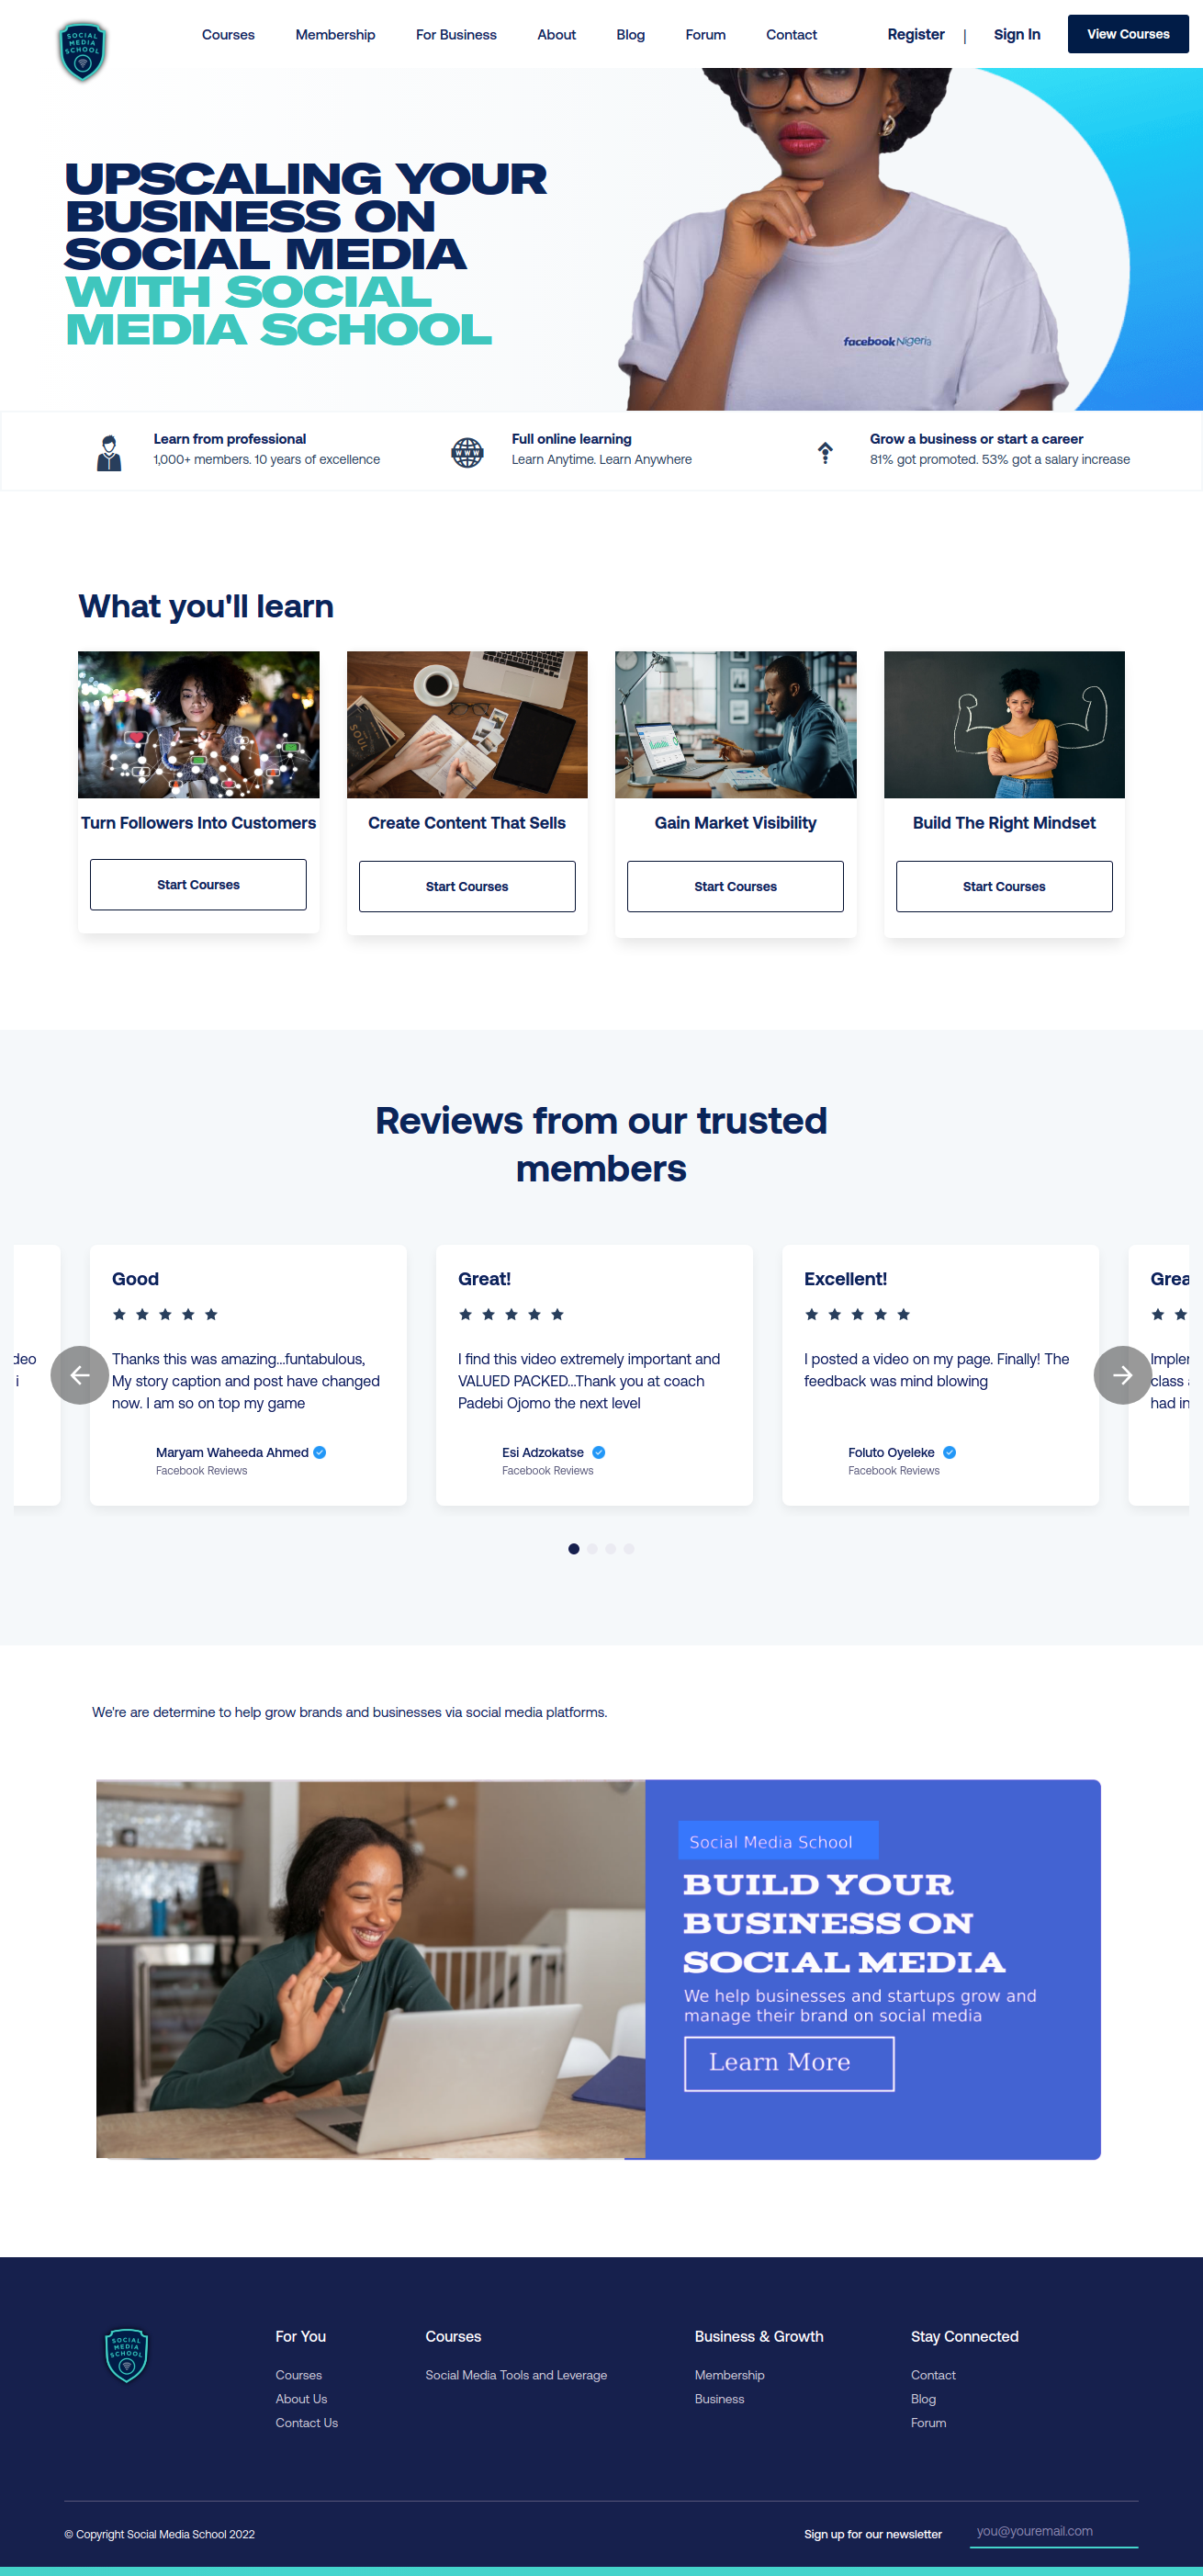 SOCIAL
MEDIA
SCHOOL
Courses
Membership
For Business
About
Blog
Forum
Contact
Register
|
Sign In
View Courses
UPSCALING YOUR
BUSINESS ON
SOCIAL MEDIA
WITH SOCIAL
MEDIA SCHOOL
facebook Nigeria
Learn from professional
1,000+ members. 10 years of excellence
WWW
Full online learning
Learn Anytime. Learn Anywhere
Grow a business or start a career
81% got promoted. 53% got a salary increase
What you'll learn
SOUL
Turn Followers Into Customers
Create Content That Sells
Gain Market Visibility
Build The Right Mindset
Start Courses
Start Courses
Start Courses
Start Courses
Reviews from our trusted
members
deo
i
Good
Thanks this was amazing...funtabulous,
My story caption and post have changed
now. I am so on top my game
Maryam Waheeda Ahmed
Facebook Reviews
Great!
I find this video extremely important and
VALUED PACKED...Thank you at coach
Padebi Ojomo the next level
Esi Adzokatse
Facebook Reviews
Excellent!
I posted a video on my page. Finally! The
feedback was mind blowing
Foluto Oyeleke
Facebook Reviews
Grea
Impler
class
had in
We're are determine to help grow brands and businesses via social media platforms.
Social Media School
BUILD YOUR
BUSINESS ON
SOCIAL MEDIA
We help businesses and startups grow and
manage their brand on social media
Learn More
SOCIAL
MEDIA
SCHOOL
For You
Courses
About Us
Contact Us
Courses
Social Media Tools and Leverage
Business & Growth
Membership
Business
Stay Connected
Contact
Blog
Forum
© Copyright Social Media School 2022
Sign up for our newsletter
you@youremail.com